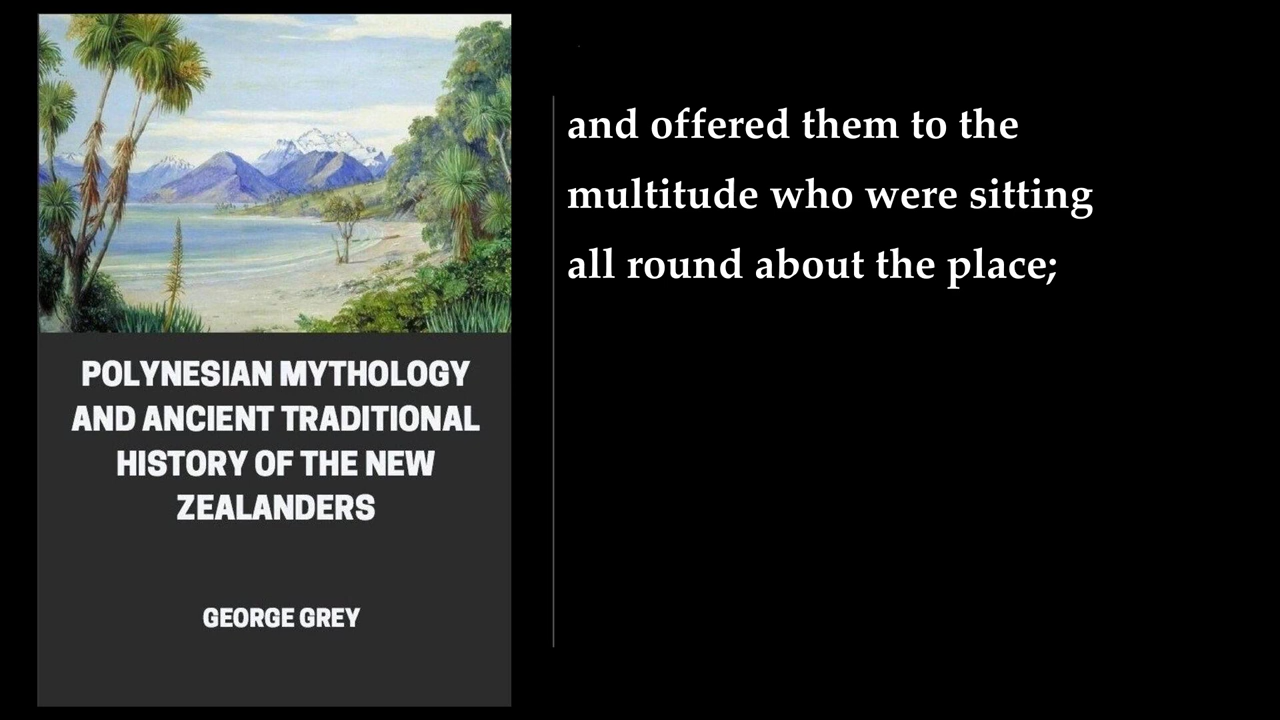 POLYNESIAN MYTHOLOGY
AND ANCIENT TRADITIONAL
HISTORY OF THE NEW
ZEALANDERS
GEORGE GREY
and offered them to the
multitude who were sitting
all round about the place;